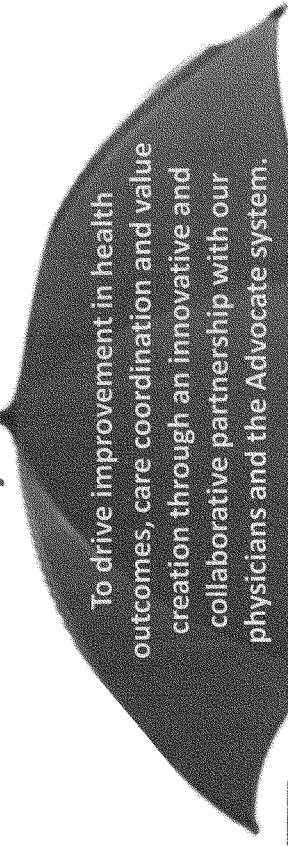 To drive improvement in health
outcomes, care coordination and value
creation through an innovative and
collaborative partnership with our
physicians and the Advocate system.